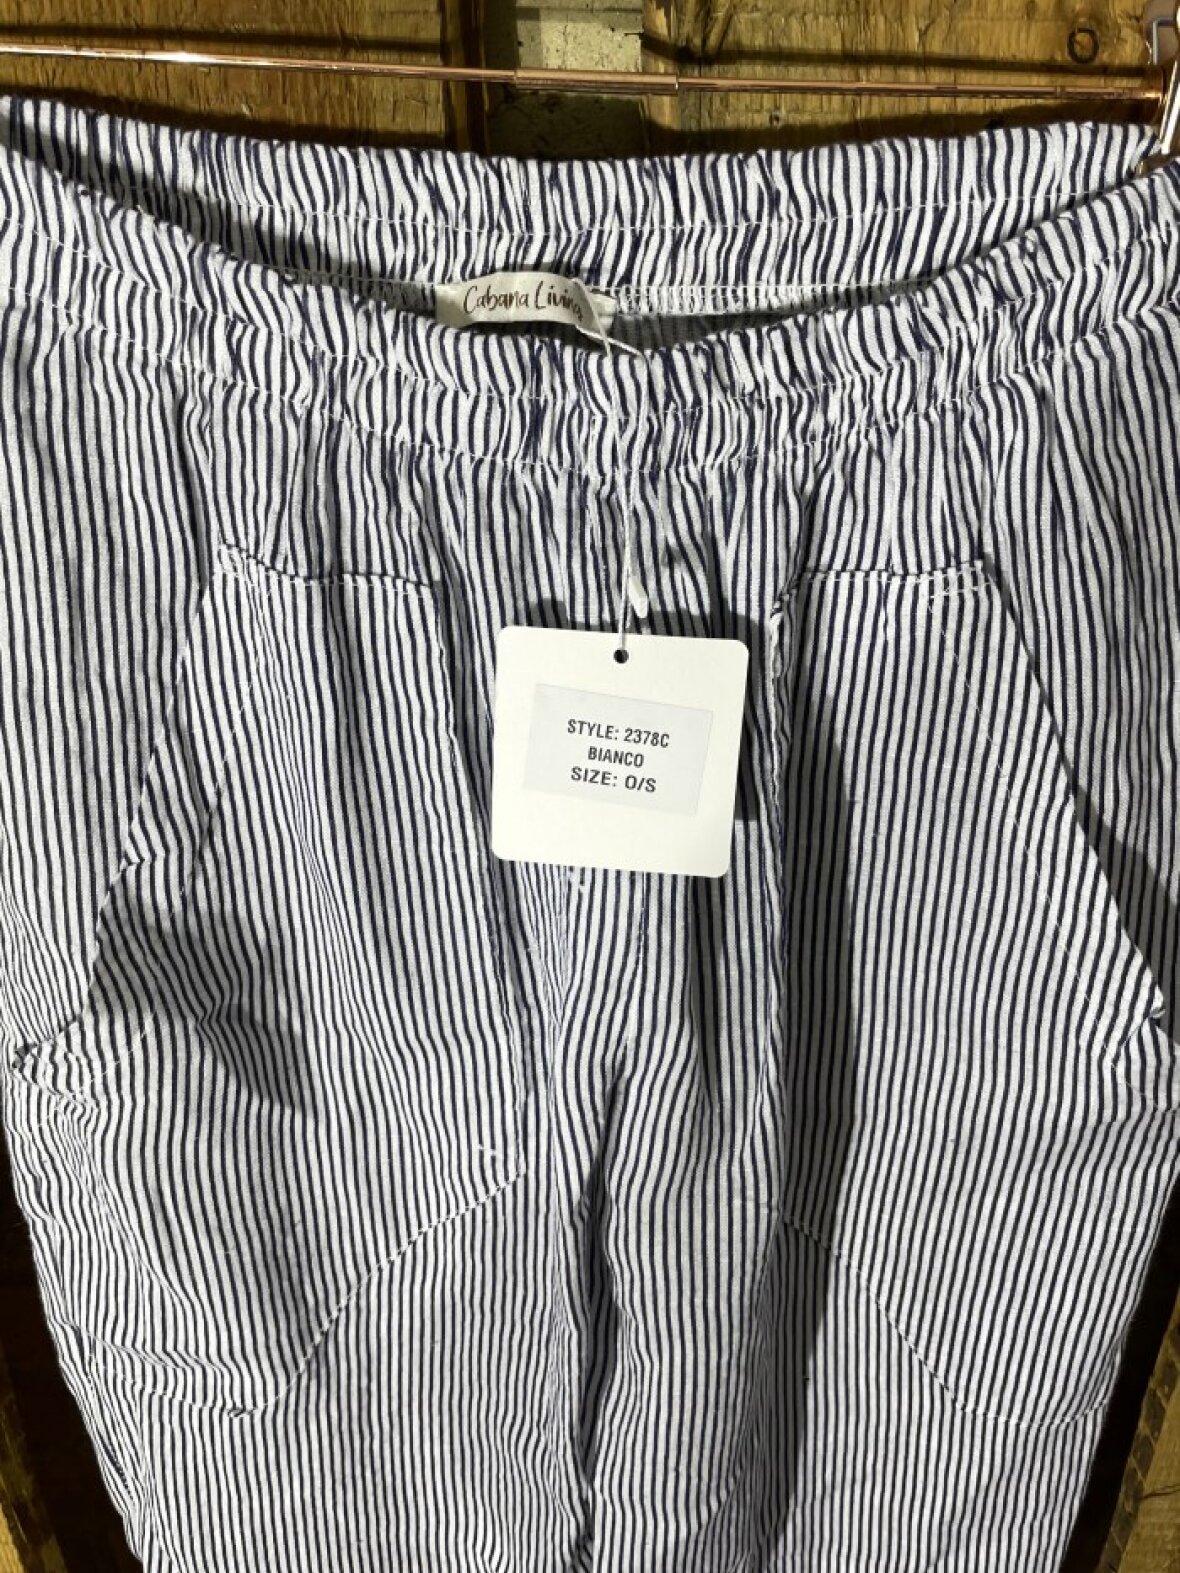 Cabana Living
STYLE: 2378C
BIANCO
SIZE: O/S